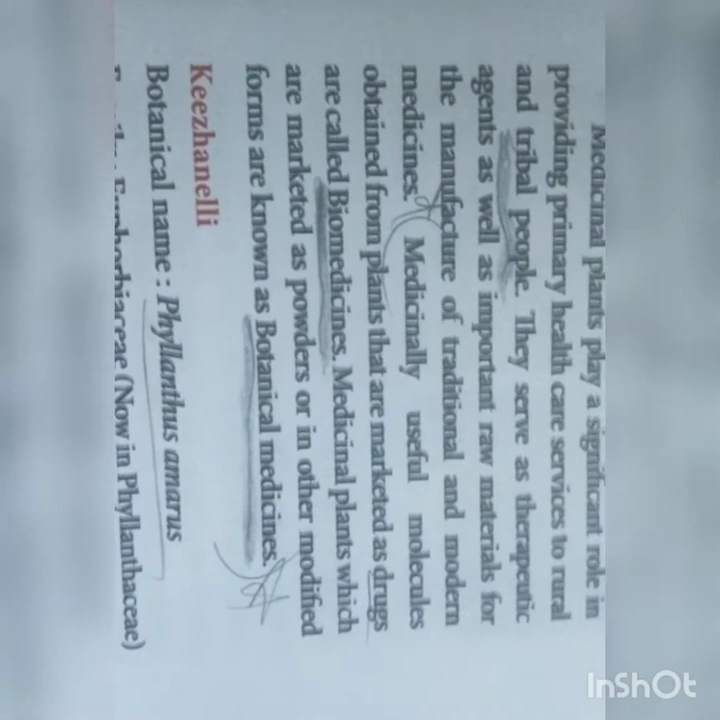 Medicinal plants play a significant role in
providing primary health care services to rural
and tribal people. They serve as therapeutic
agents as well as important raw materials for
the manufacture of traditional and modern
medicines. Medicinally useful molecules
obtained from plants that are marketed as drugs
are called Biomedicines. Medicinal plants which
are marketed as powders or in other modified
forms are known as Botanical medicines.
Keezhanelli
Botanical name : Phyllanthus amarus
Family: Euphorbiaceae (Now in Phyllanthaceae)
InShOt